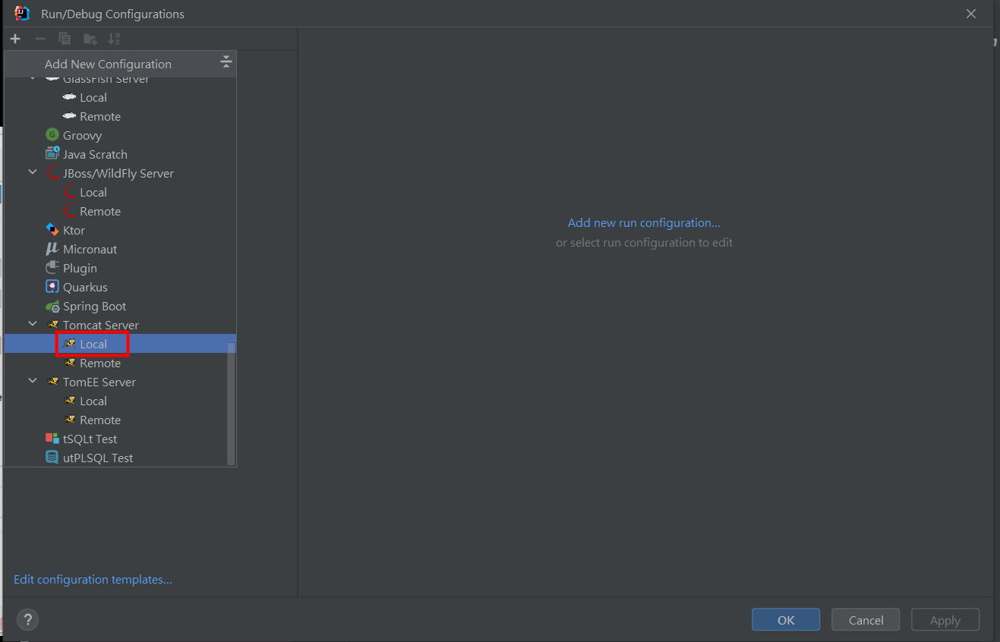 Run/Debug Configurations
Add New Configuration
GlassFish Server
Local
Remote
Groovy
Java Scratch
JBoss/WildFly Server
Local
Remote
Ktor
Micronaut
Plugin
Quarkus
Spring Boot
Tomcat Server
Local
Remote
TomEE Server
Local
Remote
tSQLt Test
utPLSQL Test
Add new run configuration...
or select run configuration to edit
Edit configuration templates...
?
OK
Cancel
Apply